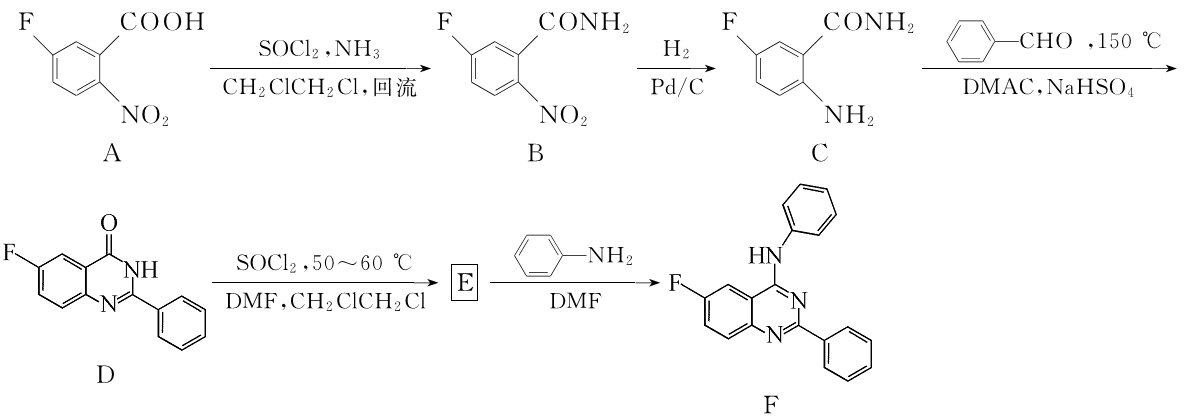 F COOH NO₂ A
SOCl₂,NH₃
CH₂ClCH₂Cl,回流
F CONH₂ NO₂ B
H₂
Pd/C
F CONH₂ NH₂ C
CHO ,150 ℃
DMAC,NaHSO₄
F O NH N D
SOCl₂,50～60 ℃
DMF,CH₂ClCH₂Cl
E
NH₂
DMF
HN F N N F